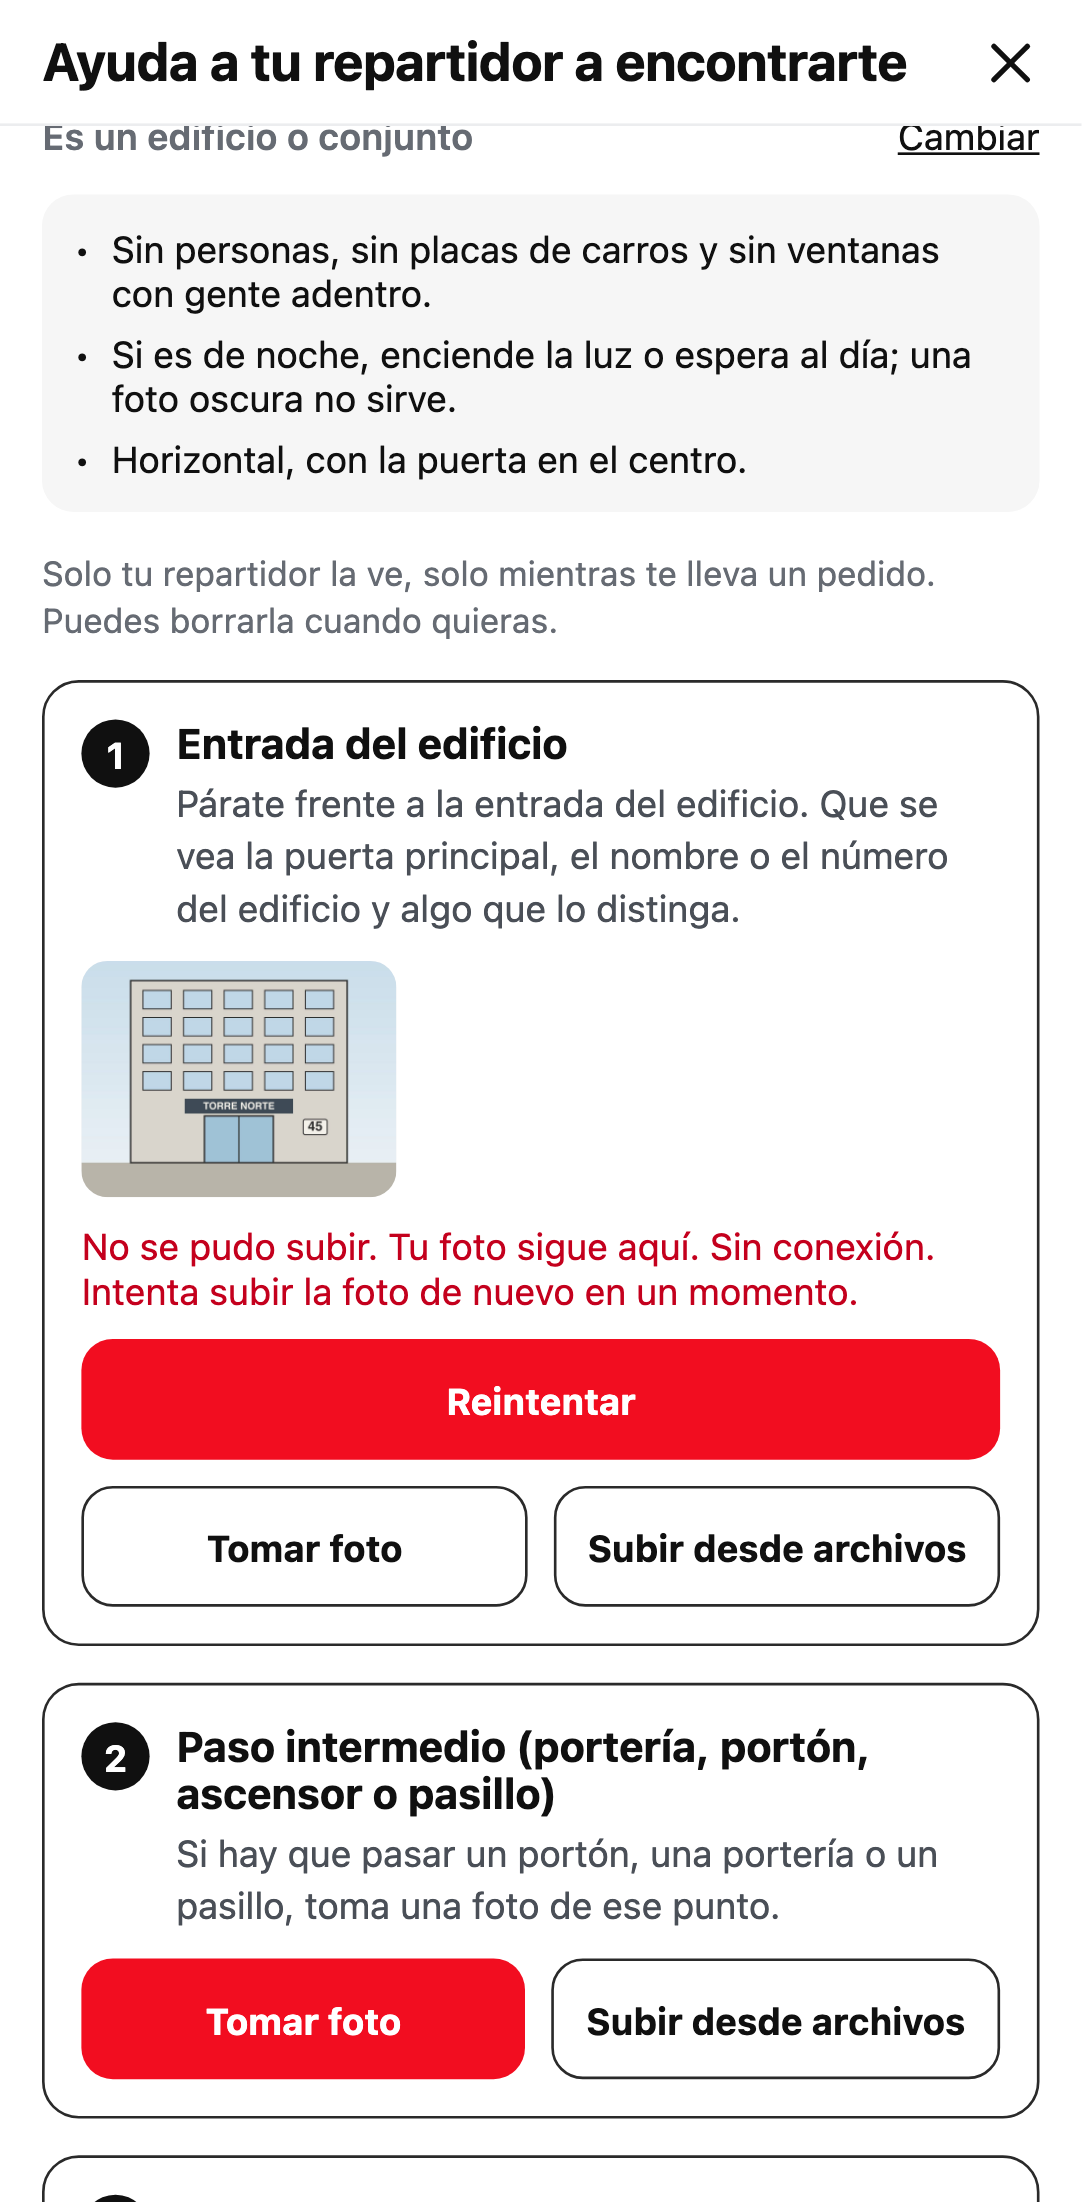 Ayuda a tu repartidor a encontrarte
Es un edificio o conjunto
Cambiar
• Sin personas, sin placas de carros y sin ventanas
con gente adentro.
• Si es de noche, enciende la luz o espera al día; una
foto oscura no sirve.
• Horizontal, con la puerta en el centro.
Solo tu repartidor la ve, solo mientras te lleva un pedido.
Puedes borrarla cuando quieras.
1
Entrada del edificio
Párate frente a la entrada del edificio. Que se
vea la puerta principal, el nombre o el número
del edificio y algo que lo distinga.
TORRE NORTE
45
No se pudo subir. Tu foto sigue aquí. Sin conexión.
Intenta subir la foto de nuevo en un momento.
Reintentar
Tomar foto
Subir desde archivos
2
Paso intermedio (portería, portón,
ascensor o pasillo)
Si hay que pasar un portón, una portería o un
pasillo, toma una foto de ese punto.
Tomar foto
Subir desde archivos